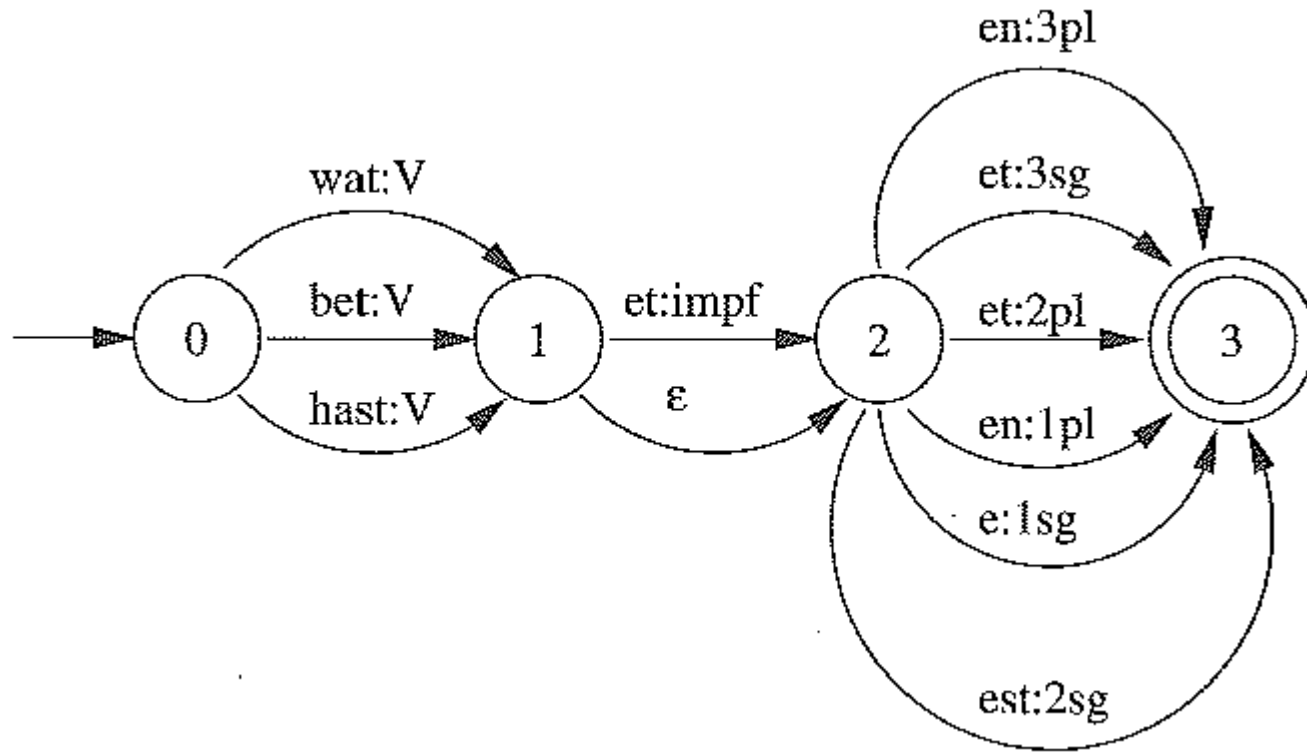 en:3pl
wat:V
et:3sg
bet:V
et:impf
et:2pl
0
1
2
3
hast:V
ε
en:1pl
e:1sg
est:2sg